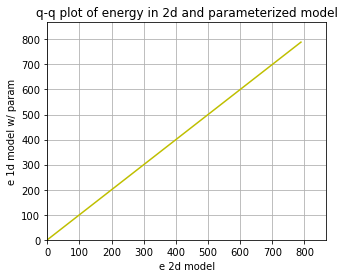 q-q plot of energy in 2d and parameterized model
e 1d model w/ param
800
700
600
500
400
300
200
100
0
0 100 200 300 400 500 600 700 800
e 2d model